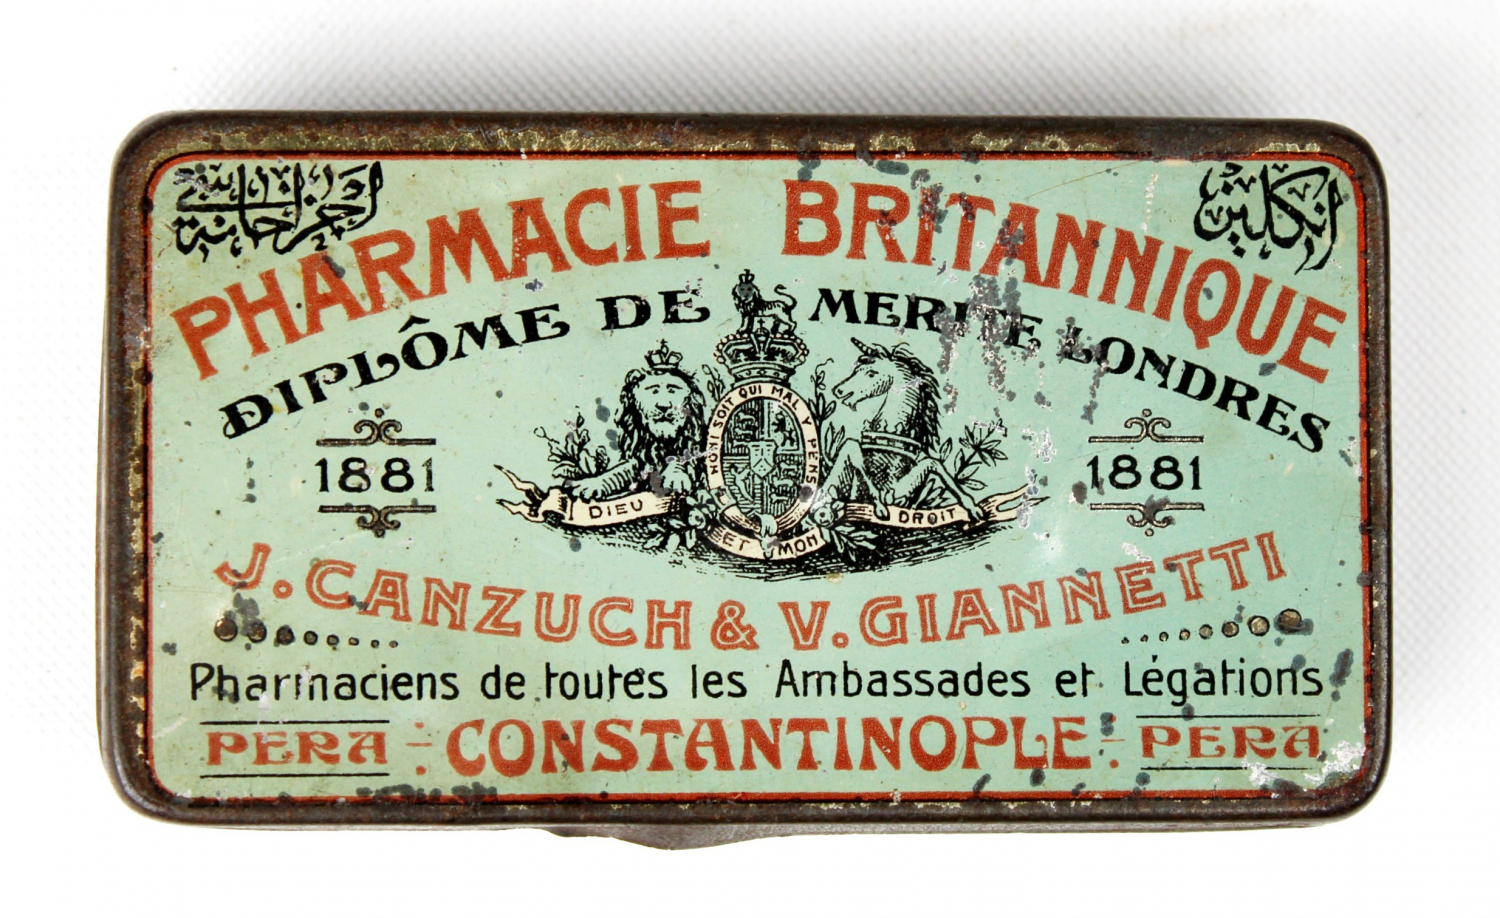 انكليز اجزاخانه سی
PHARMACIE BRITANNIQUE
DIPLÔME DE MERITE LONDRES
HONI SOIT QUI MAL Y PENS
1881 1881
DIEU ET MON DROIT
J. CANZUCH & V. GIANNETTI
Pharmaciens de toutes les Ambassades et Légations
PERA - : CONSTANTINOPLE : - PERA